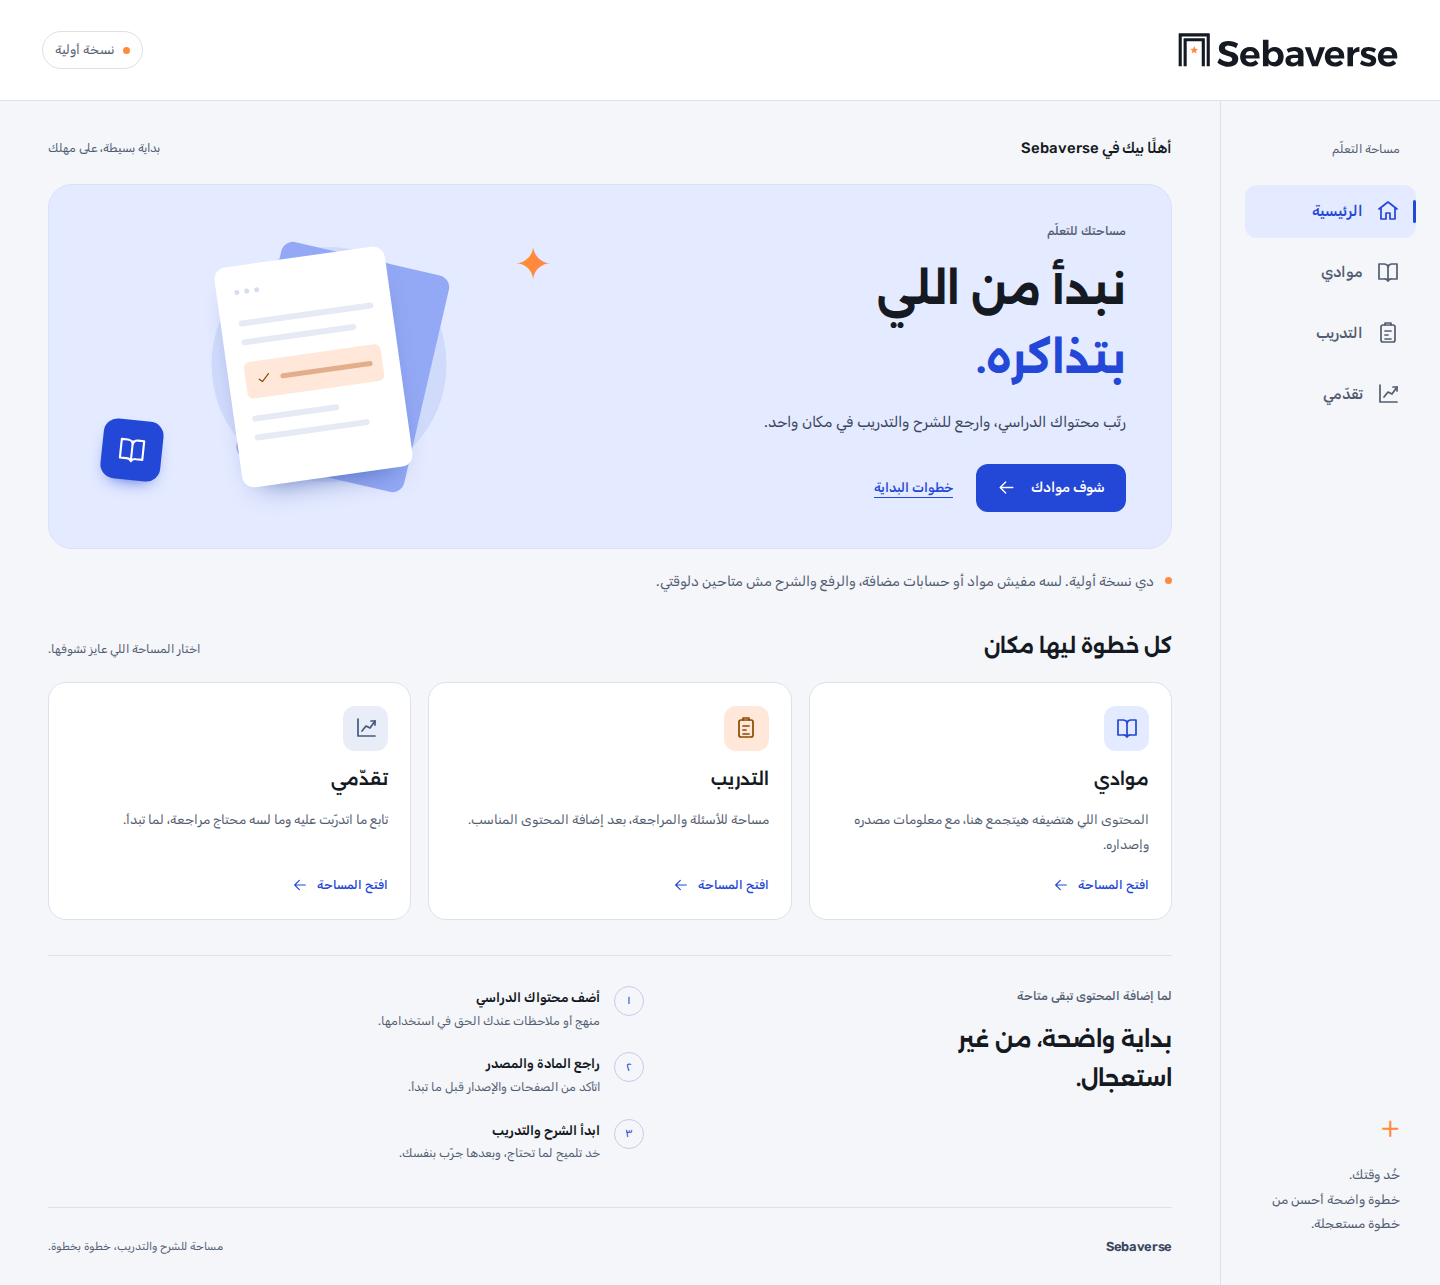 Sebaverse
نسخة أولية
مساحة التعلّم
الرئيسية
موادي
التدريب
تقدّمي
خُد وقتك.
خطوة واضحة أحسن من
خطوة مستعجلة.
أهلًا بيك في Sebaverse
بداية بسيطة، على مهلك
مساحتك للتعلّم
نبدأ من اللي
بتذاكره.
رتّب محتواك الدراسي، وارجع للشرح والتدريب في مكان واحد.
شوف موادك
خطوات البداية
دي نسخة أولية. لسه مفيش مواد أو حسابات مضافة، والرفع والشرح مش متاحين دلوقتي.
كل خطوة ليها مكان
اختار المساحة اللي عايز تشوفها.
موادي
المحتوى اللي هتضيفه هيتجمع هنا، مع معلومات مصدره
وإصداره.
افتح المساحة
التدريب
مساحة للأسئلة والمراجعة، بعد إضافة المحتوى المناسب.
افتح المساحة
تقدّمي
تابع ما اتدرّبت عليه وما لسه محتاج مراجعة، لما تبدأ.
افتح المساحة
لما إضافة المحتوى تبقى متاحة
بداية واضحة، من غير
استعجال.
١
أضف محتواك الدراسي
منهج أو ملاحظات عندك الحق في استخدامها.
٢
راجع المادة والمصدر
اتأكد من الصفحات والإصدار قبل ما تبدأ.
٣
ابدأ الشرح والتدريب
خد تلميح لما تحتاج، وبعدها جرّب بنفسك.
Sebaverse
مساحة للشرح والتدريب، خطوة بخطوة.